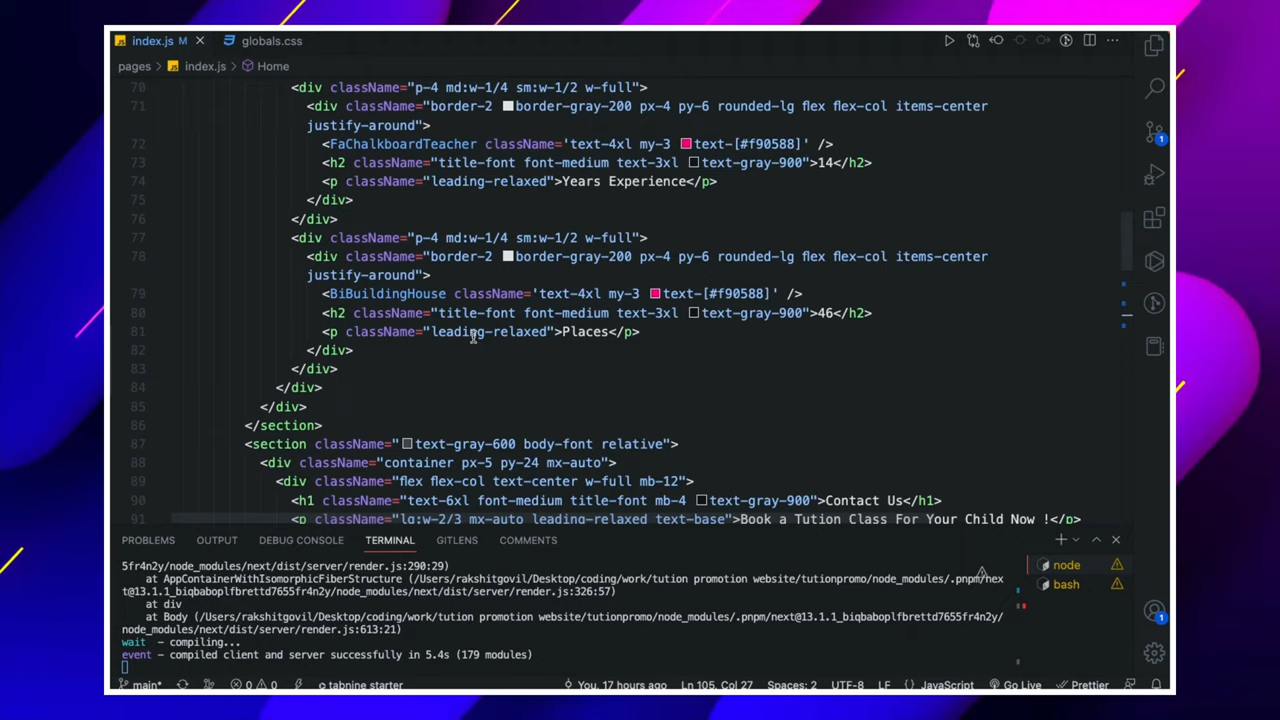 index.js M
globals.css
pages > index.js > Home
70 <div className="p-4 md:w-1/4 sm:w-1/2 w-full">
71 <div className="border-2 border-gray-200 px-4 py-6 rounded-lg flex flex-col items-center
justify-around">
72 <FaChalkboardTeacher className='text-4xl my-3 text-[#f90588]' />
73 <h2 className="title-font font-medium text-3xl text-gray-900">14</h2>
74 <p className="leading-relaxed">Years Experience</p>
75 </div>
76 </div>
77 <div className="p-4 md:w-1/4 sm:w-1/2 w-full">
78 <div className="border-2 border-gray-200 px-4 py-6 rounded-lg flex flex-col items-center
justify-around">
79 <BiBuildingHouse className='text-4xl my-3 text-[#f90588]' />
80 <h2 className="title-font font-medium text-3xl text-gray-900">46</h2>
81 <p className="leading-relaxed">Places</p>
82 </div>
83 </div>
84 </div>
85 </div>
86 </section>
87 <section className="text-gray-600 body-font relative">
88 <div className="container px-5 py-24 mx-auto">
89 <div className="flex flex-col text-center w-full mb-12">
90 <h1 className="text-6xl font-medium title-font mb-4 text-gray-900">Contact Us</h1>
91 <p className="lg:w-2/3 mx-auto leading-relaxed text-base">Book a Tution Class For Your Child Now !</p>
PROBLEMS OUTPUT DEBUG CONSOLE TERMINAL GITLENS COMMENTS
5fr4n2y/node_modules/next/dist/server/render.js:290:29)
at AppContainerWithIsomorphicFiberStructure (/Users/rakshitgovil/Desktop/coding/work/tution promotion website/tutionpromo/node_modules/.pnpm/nex
t@13.1.1_biqbaboplfbrettd7655fr4n2y/node_modules/next/dist/server/render.js:326:57)
at div
at Body (/Users/rakshitgovil/Desktop/coding/work/tution promotion website/tutionpromo/node_modules/.pnpm/next@13.1.1_biqbaboplfbrettd7655fr4n2y/
node_modules/next/dist/server/render.js:613:21)
wait - compiling...
event - compiled client and server successfully in 5.4s (179 modules)
node
bash
1
1
main* 0 0 tabnine starter You, 17 hours ago Ln 105, Col 27 Spaces: 2 UTF-8 LF {} JavaScript Go Live Prettier